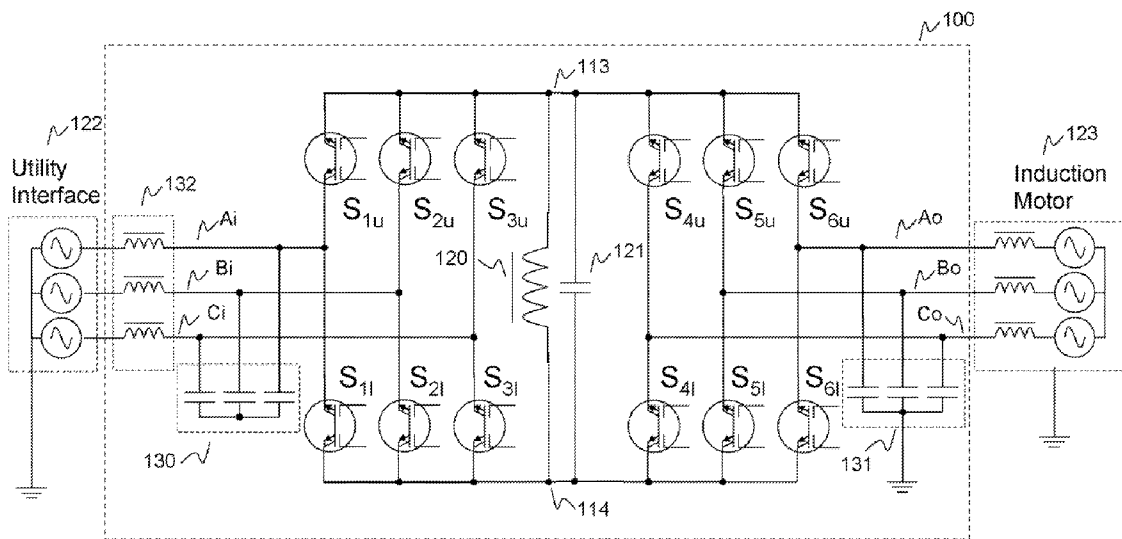 100
113
122
Utility
Interface
132
Ai
Bi
Ci
S1u
S2u
S3u
120
121
S4u
S5u
S6u
123
Induction
Motor
Ao
Bo
Co
S1l
S2l
S3l
S4l
S5l
S6l
130
131
114